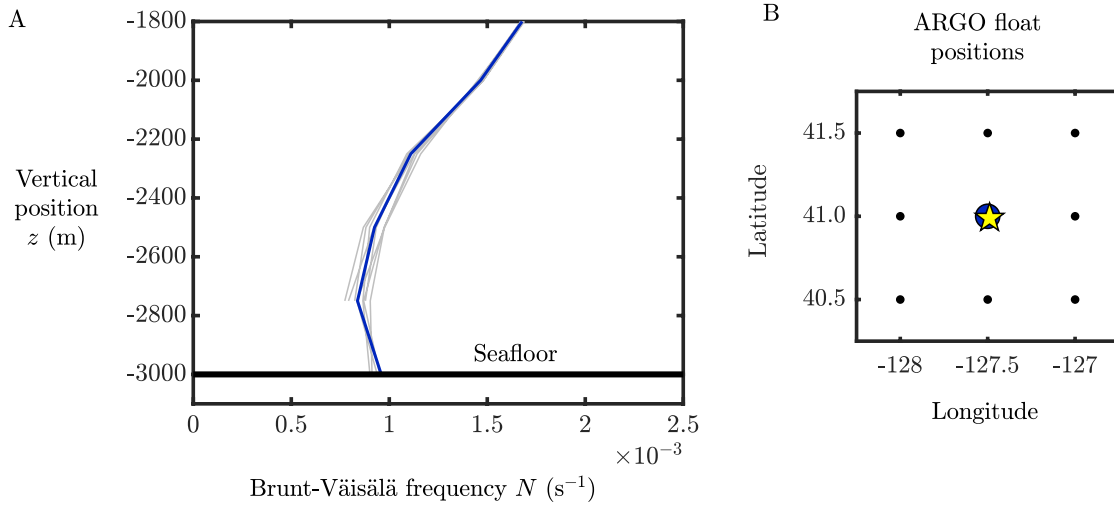 A
-1800
-2000
-2200
-2400
-2600
-2800
-3000
Vertical
position
z (m)
Seafloor
0 0.5 1 1.5 2 2.5
×10⁻³
Brunt-Väisälä frequency N (s⁻¹)
B
ARGO float
positions
41.5
41.0
40.5
Latitude
-128 -127.5 -127
Longitude